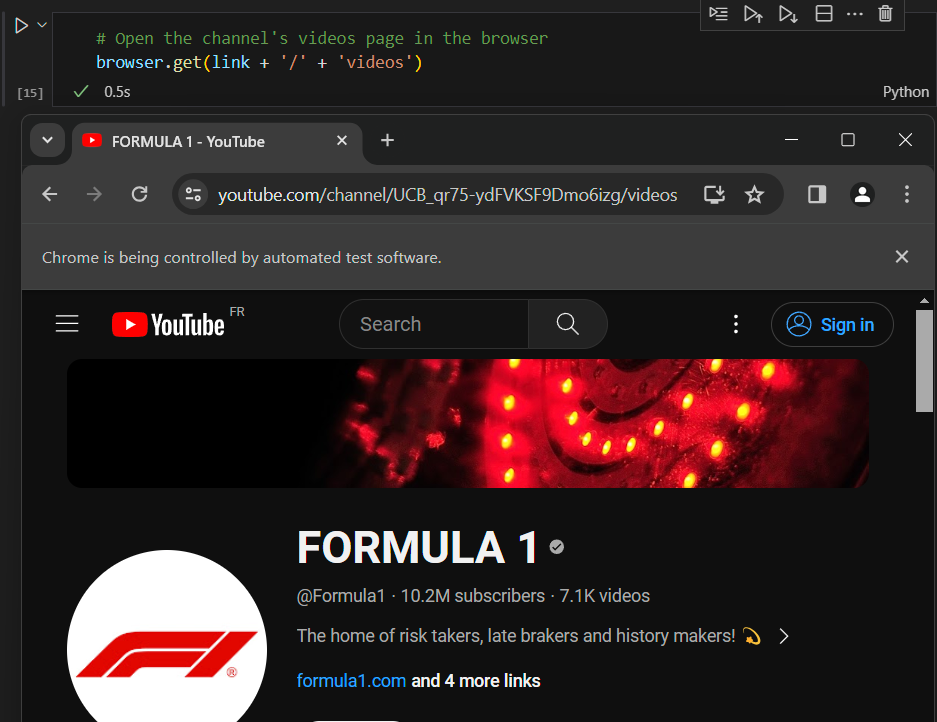 # Open the channel's videos page in the browser
browser.get(link + '/' + 'videos')
[15]
0.5s
Python
FORMULA 1 - YouTube
youtube.com/channel/UCB_qr75-ydFVKSF9Dmo6izg/videos
Chrome is being controlled by automated test software.
YouTube FR
Search
Sign in
FORMULA 1
@Formula1 · 10.2M subscribers · 7.1K videos
The home of risk takers, late brakers and history makers! 💫
formula1.com and 4 more links
F1®